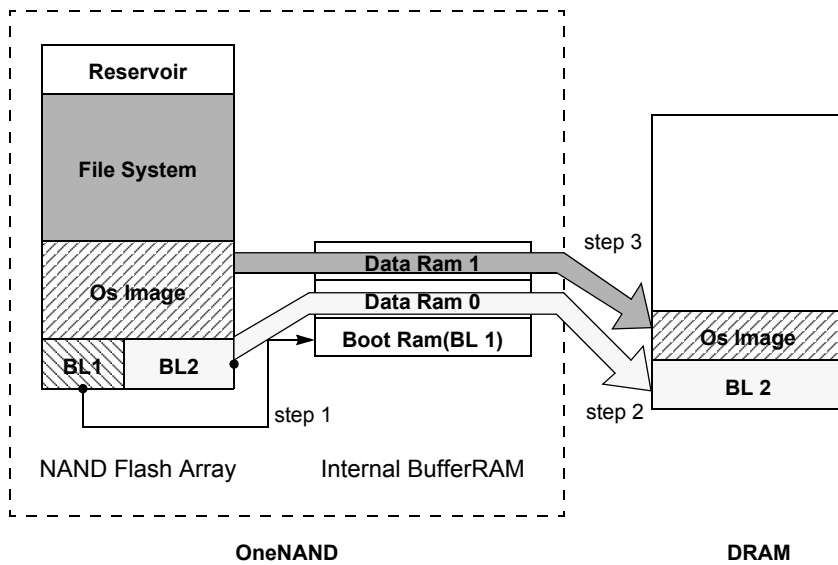 Reservoir
File System
Os Image
BL1
BL2
step 1
NAND Flash Array
Data Ram 1
Data Ram 0
Boot Ram(BL 1)
Internal BufferRAM
OneNAND
step 3
step 2
Os Image
BL 2
DRAM